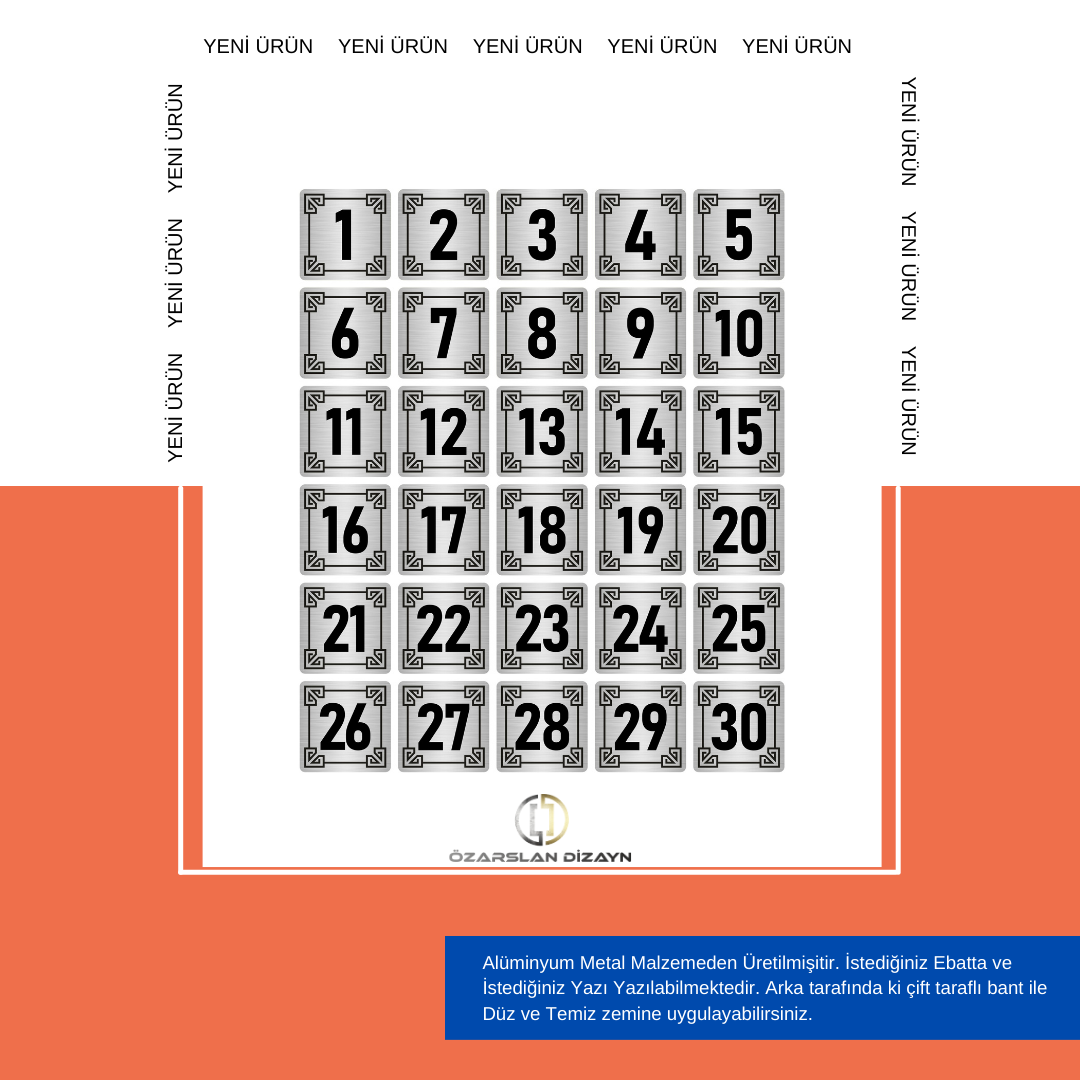 YENİ ÜRÜN YENİ ÜRÜN YENİ ÜRÜN YENİ ÜRÜN YENİ ÜRÜN
YENİ ÜRÜN YENİ ÜRÜN YENİ ÜRÜN
YENİ ÜRÜN YENİ ÜRÜN YENİ ÜRÜN
1 2 3 4 5
6 7 8 9 10
11 12 13 14 15
16 17 18 19 20
21 22 23 24 25
26 27 28 29 30
ÖZARSLAN DİZAYN
Alüminyum Metal Malzemeden Üretilmişitir. İstediğiniz Ebatta ve
İstediğiniz Yazı Yazılabilmektedir. Arka tarafında ki çift taraflı bant ile
Düz ve Temiz zemine uygulayabilirsiniz.